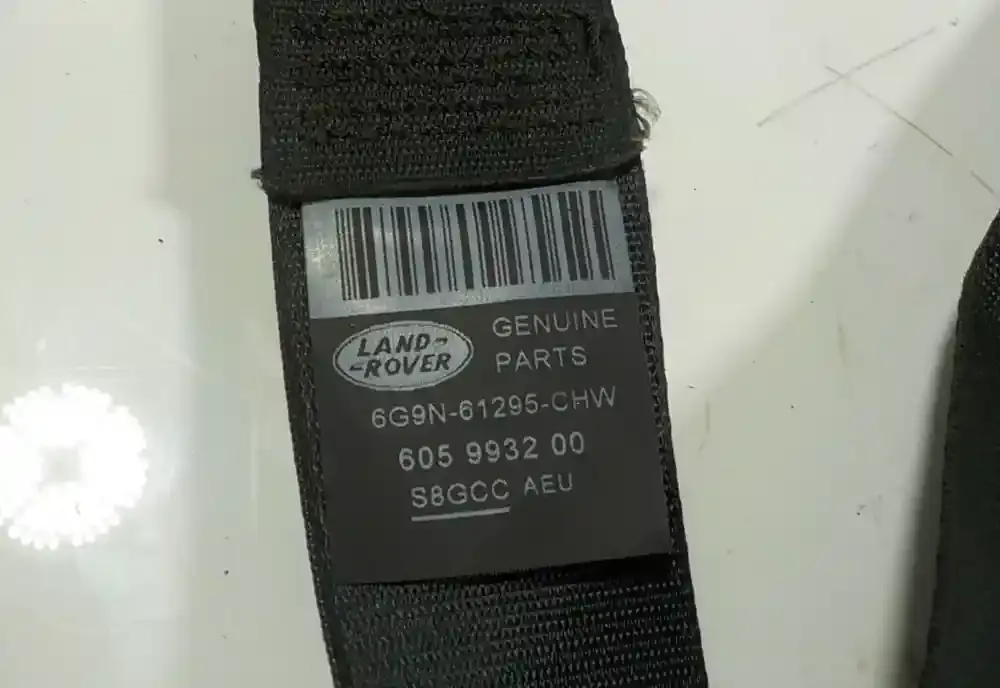 LAND-
-ROVER
GENUINE
PARTS
6G9N-61295-CHW
605 9932 00
S8GCC AEU